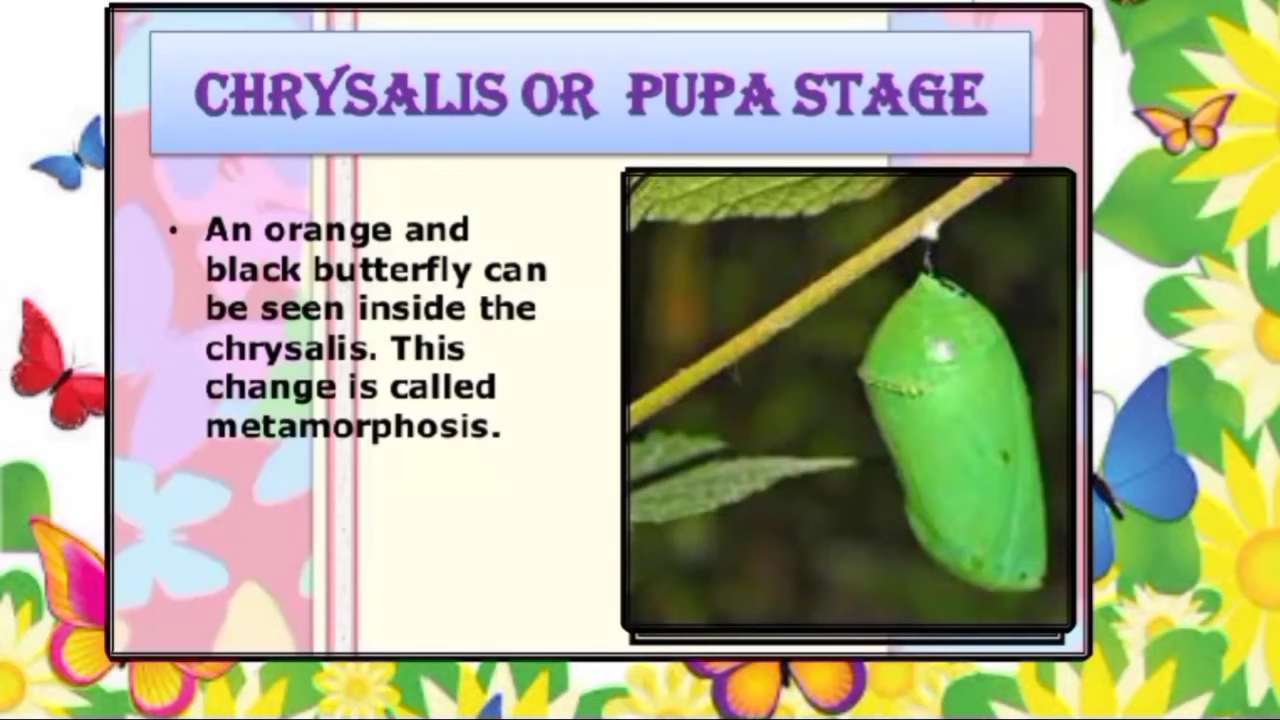 CHRYSALIS OR PUPA STAGE
• An orange and
black butterfly can
be seen inside the
chrysalis. This
change is called
metamorphosis.